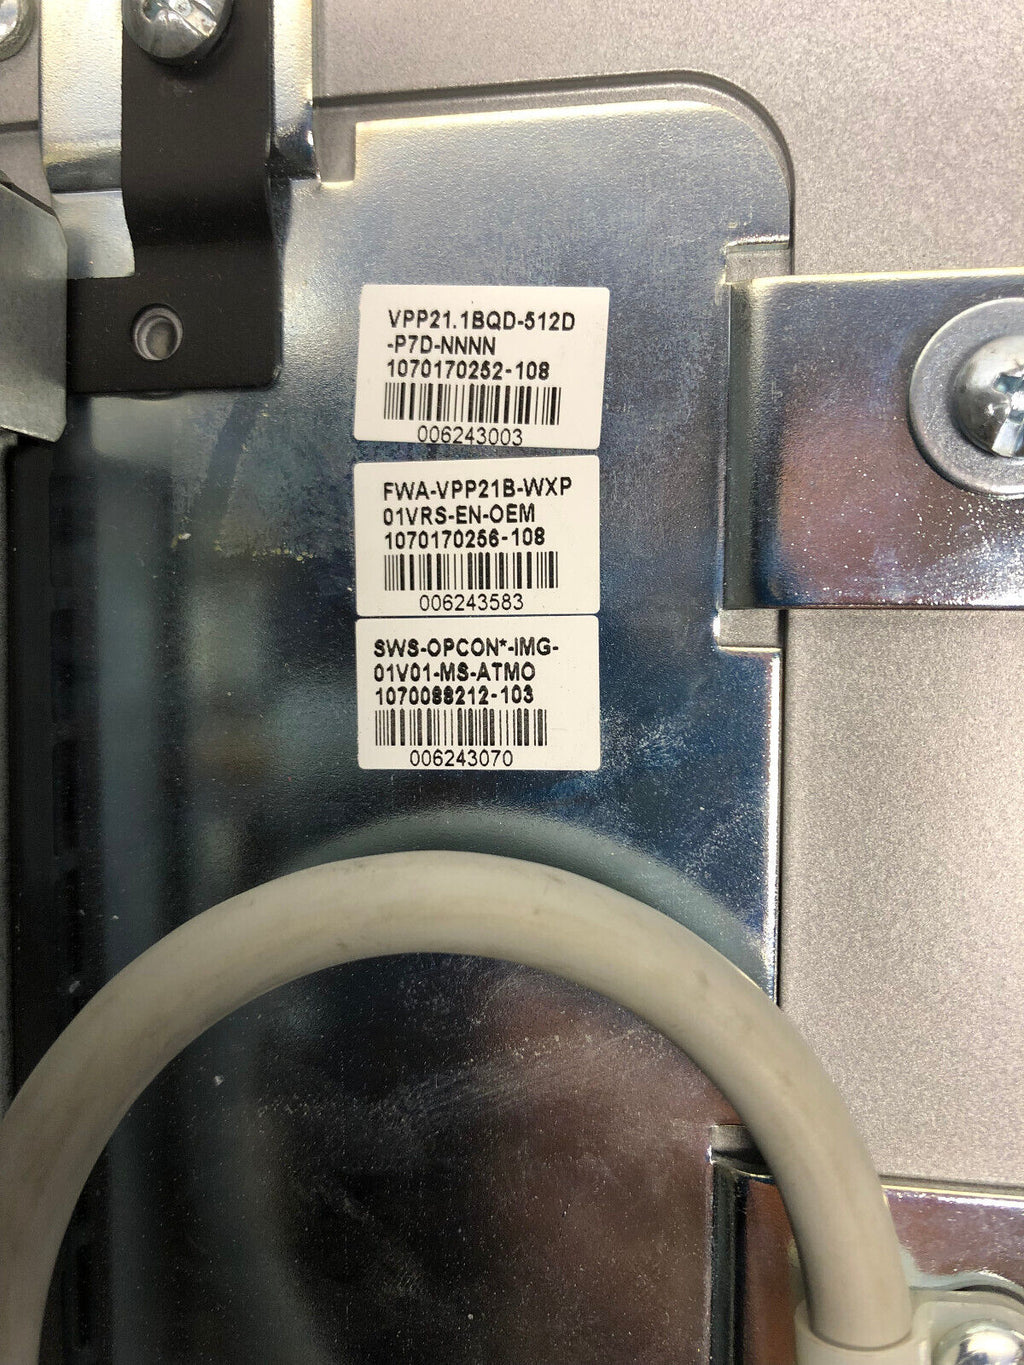 VPP21.1BQD-512D
-P7D-NNNN
1070170252-108
006243003
FWA-VPP21B-WXP
01VRS-EN-OEM
1070170256-108
006243583
SWS-OPCON*-IMG-
01V01-MS-ATMO
1070088212-103
006243070